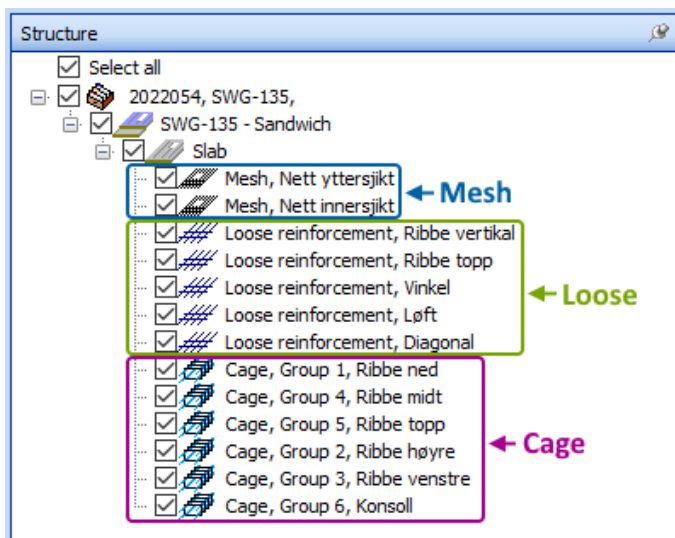 Structure
Select all
2022054, SWG-135,
SWG-135 - Sandwich
Slab
Mesh, Nett yttersjikt
Mesh, Nett innersjikt
Mesh
Loose reinforcement, Ribbe vertikal
Loose reinforcement, Ribbe topp
Loose reinforcement, Vinkel
Loose reinforcement, Løft
Loose reinforcement, Diagonal
Loose
Cage, Group 1, Ribbe ned
Cage, Group 4, Ribbe midt
Cage, Group 5, Ribbe topp
Cage, Group 2, Ribbe høyre
Cage, Group 3, Ribbe venstre
Cage, Group 6, Konsoll
Cage